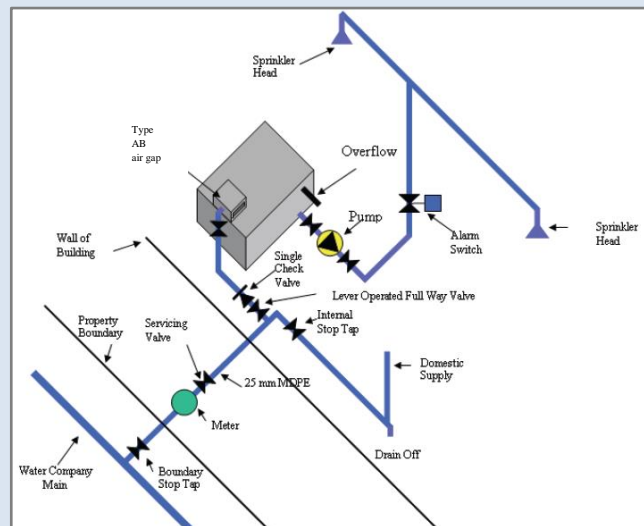 Sprinkler
Head
Type
AB
air gap
Overflow
Pump
Alarm
Switch
Sprinkler
Head
Wall of
Building
Single
Check
Valve
Lever Operated Full Way Valve
Internal
Stop Tap
Property
Boundary
Servicing
Valve
25 mm MDPE
Domestic
Supply
Meter
Drain Off
Water Company
Main
Boundary
Stop Tap